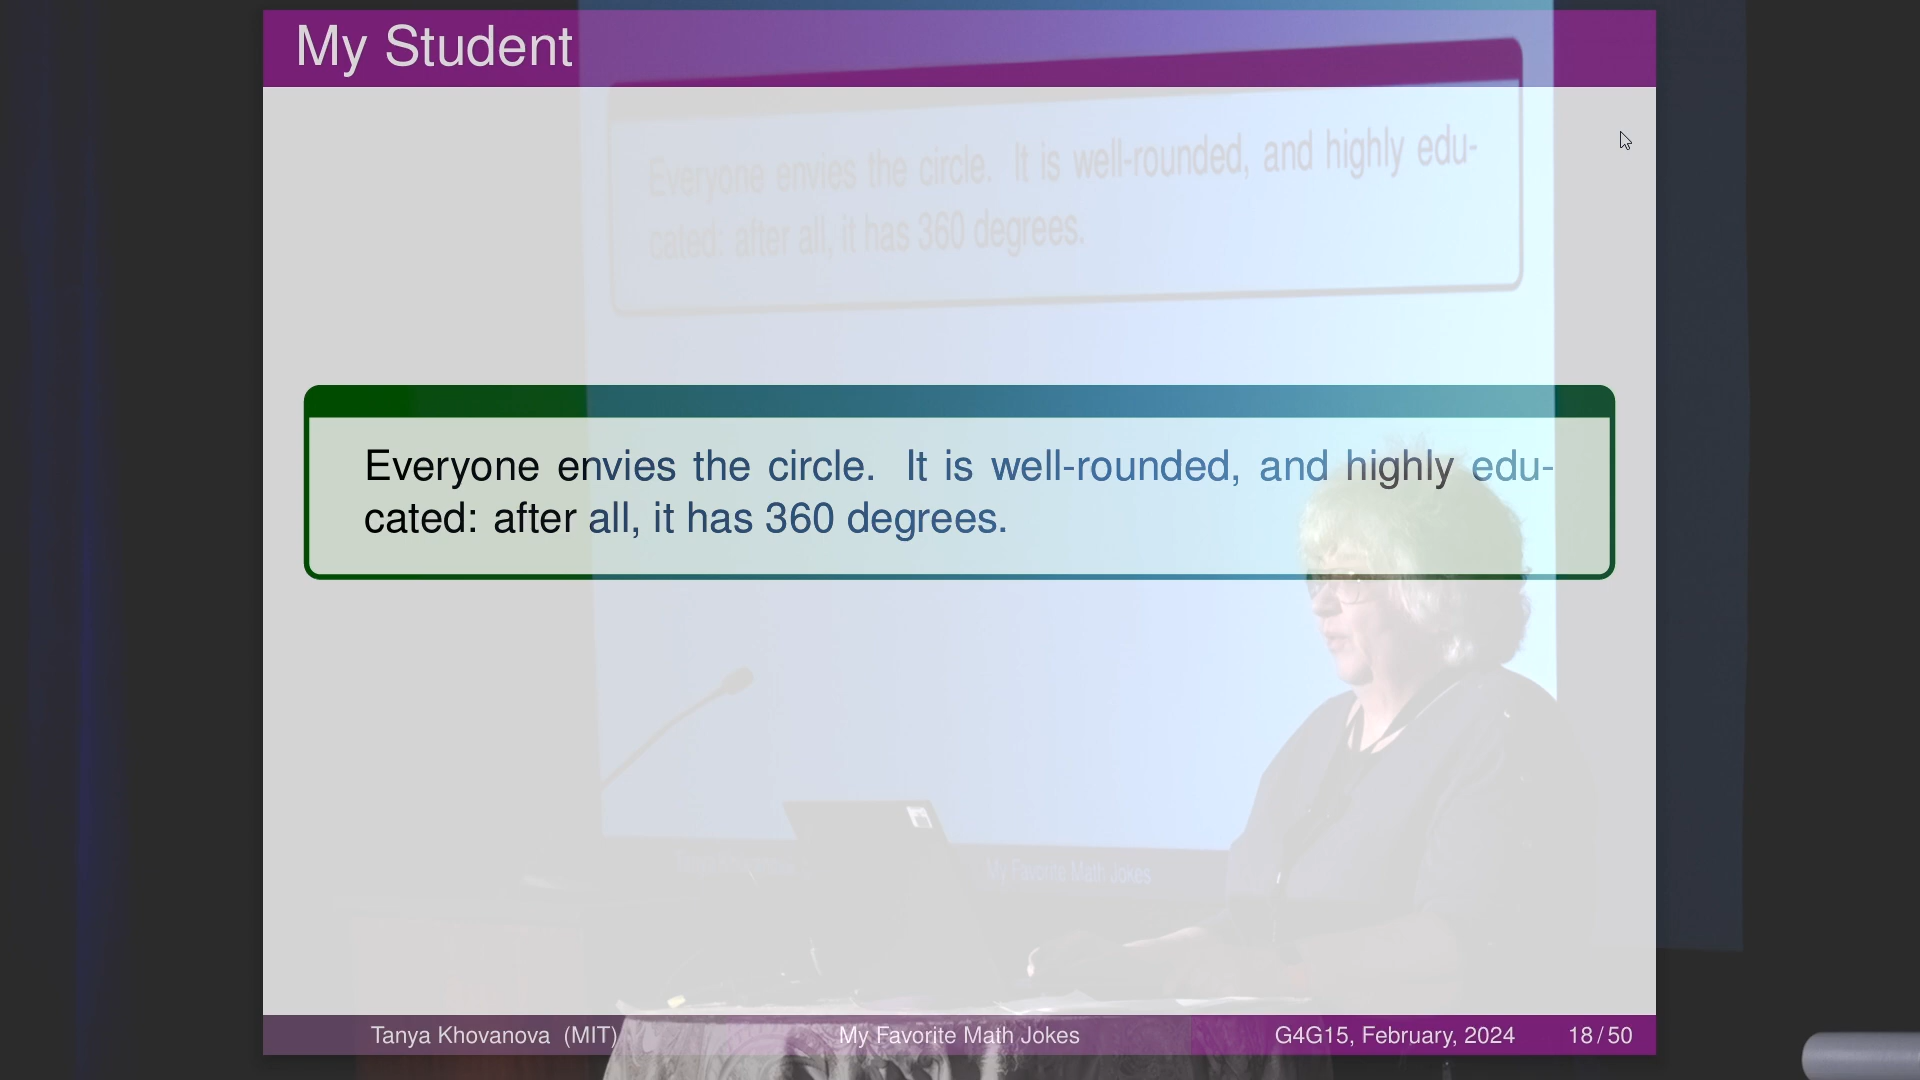 My Student
Everyone envies the circle. It is well-rounded, and highly edu-
cated: after all, it has 360 degrees.
Everyone envies the circle. It is well-rounded, and highly edu-
cated: after all, it has 360 degrees.
Tanya Khovanova
My Favorite Math Jokes
Tanya Khovanova (MIT)
My Favorite Math Jokes
G4G15, February, 2024
18/50